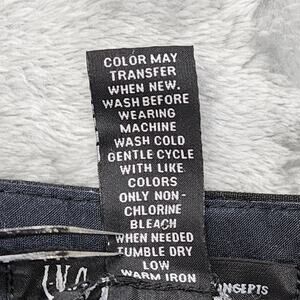 COLOR MAY
TRANSFER
WHEN NEW.
WASH BEFORE
WEARING
MACHINE
WASH COLD
GENTLE CYCLE
WITH LIKE
COLORS
ONLY NON-
CHLORINE
BLEACH
WHEN NEEDED
TUMBLE DRY
LOW
WARM IRON